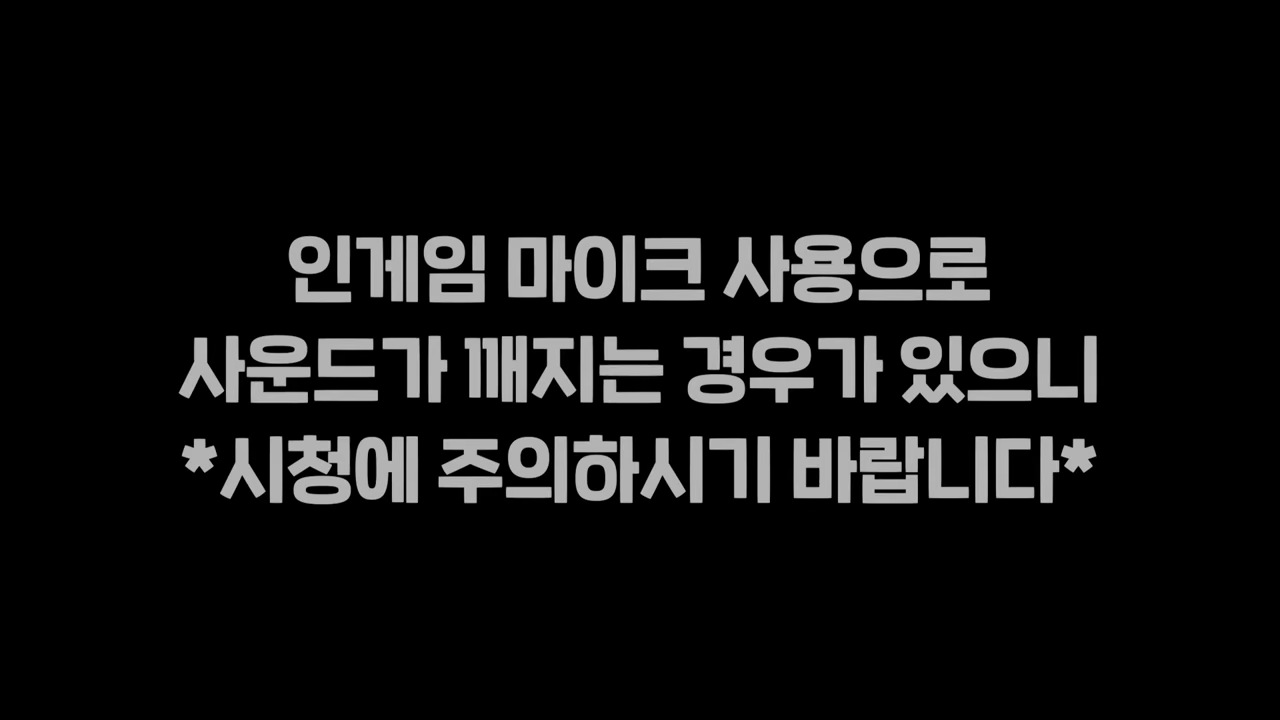 인게임 마이크 사용으로
사운드가 깨지는 경우가 있으니
*시청에 주의하시기 바랍니다*